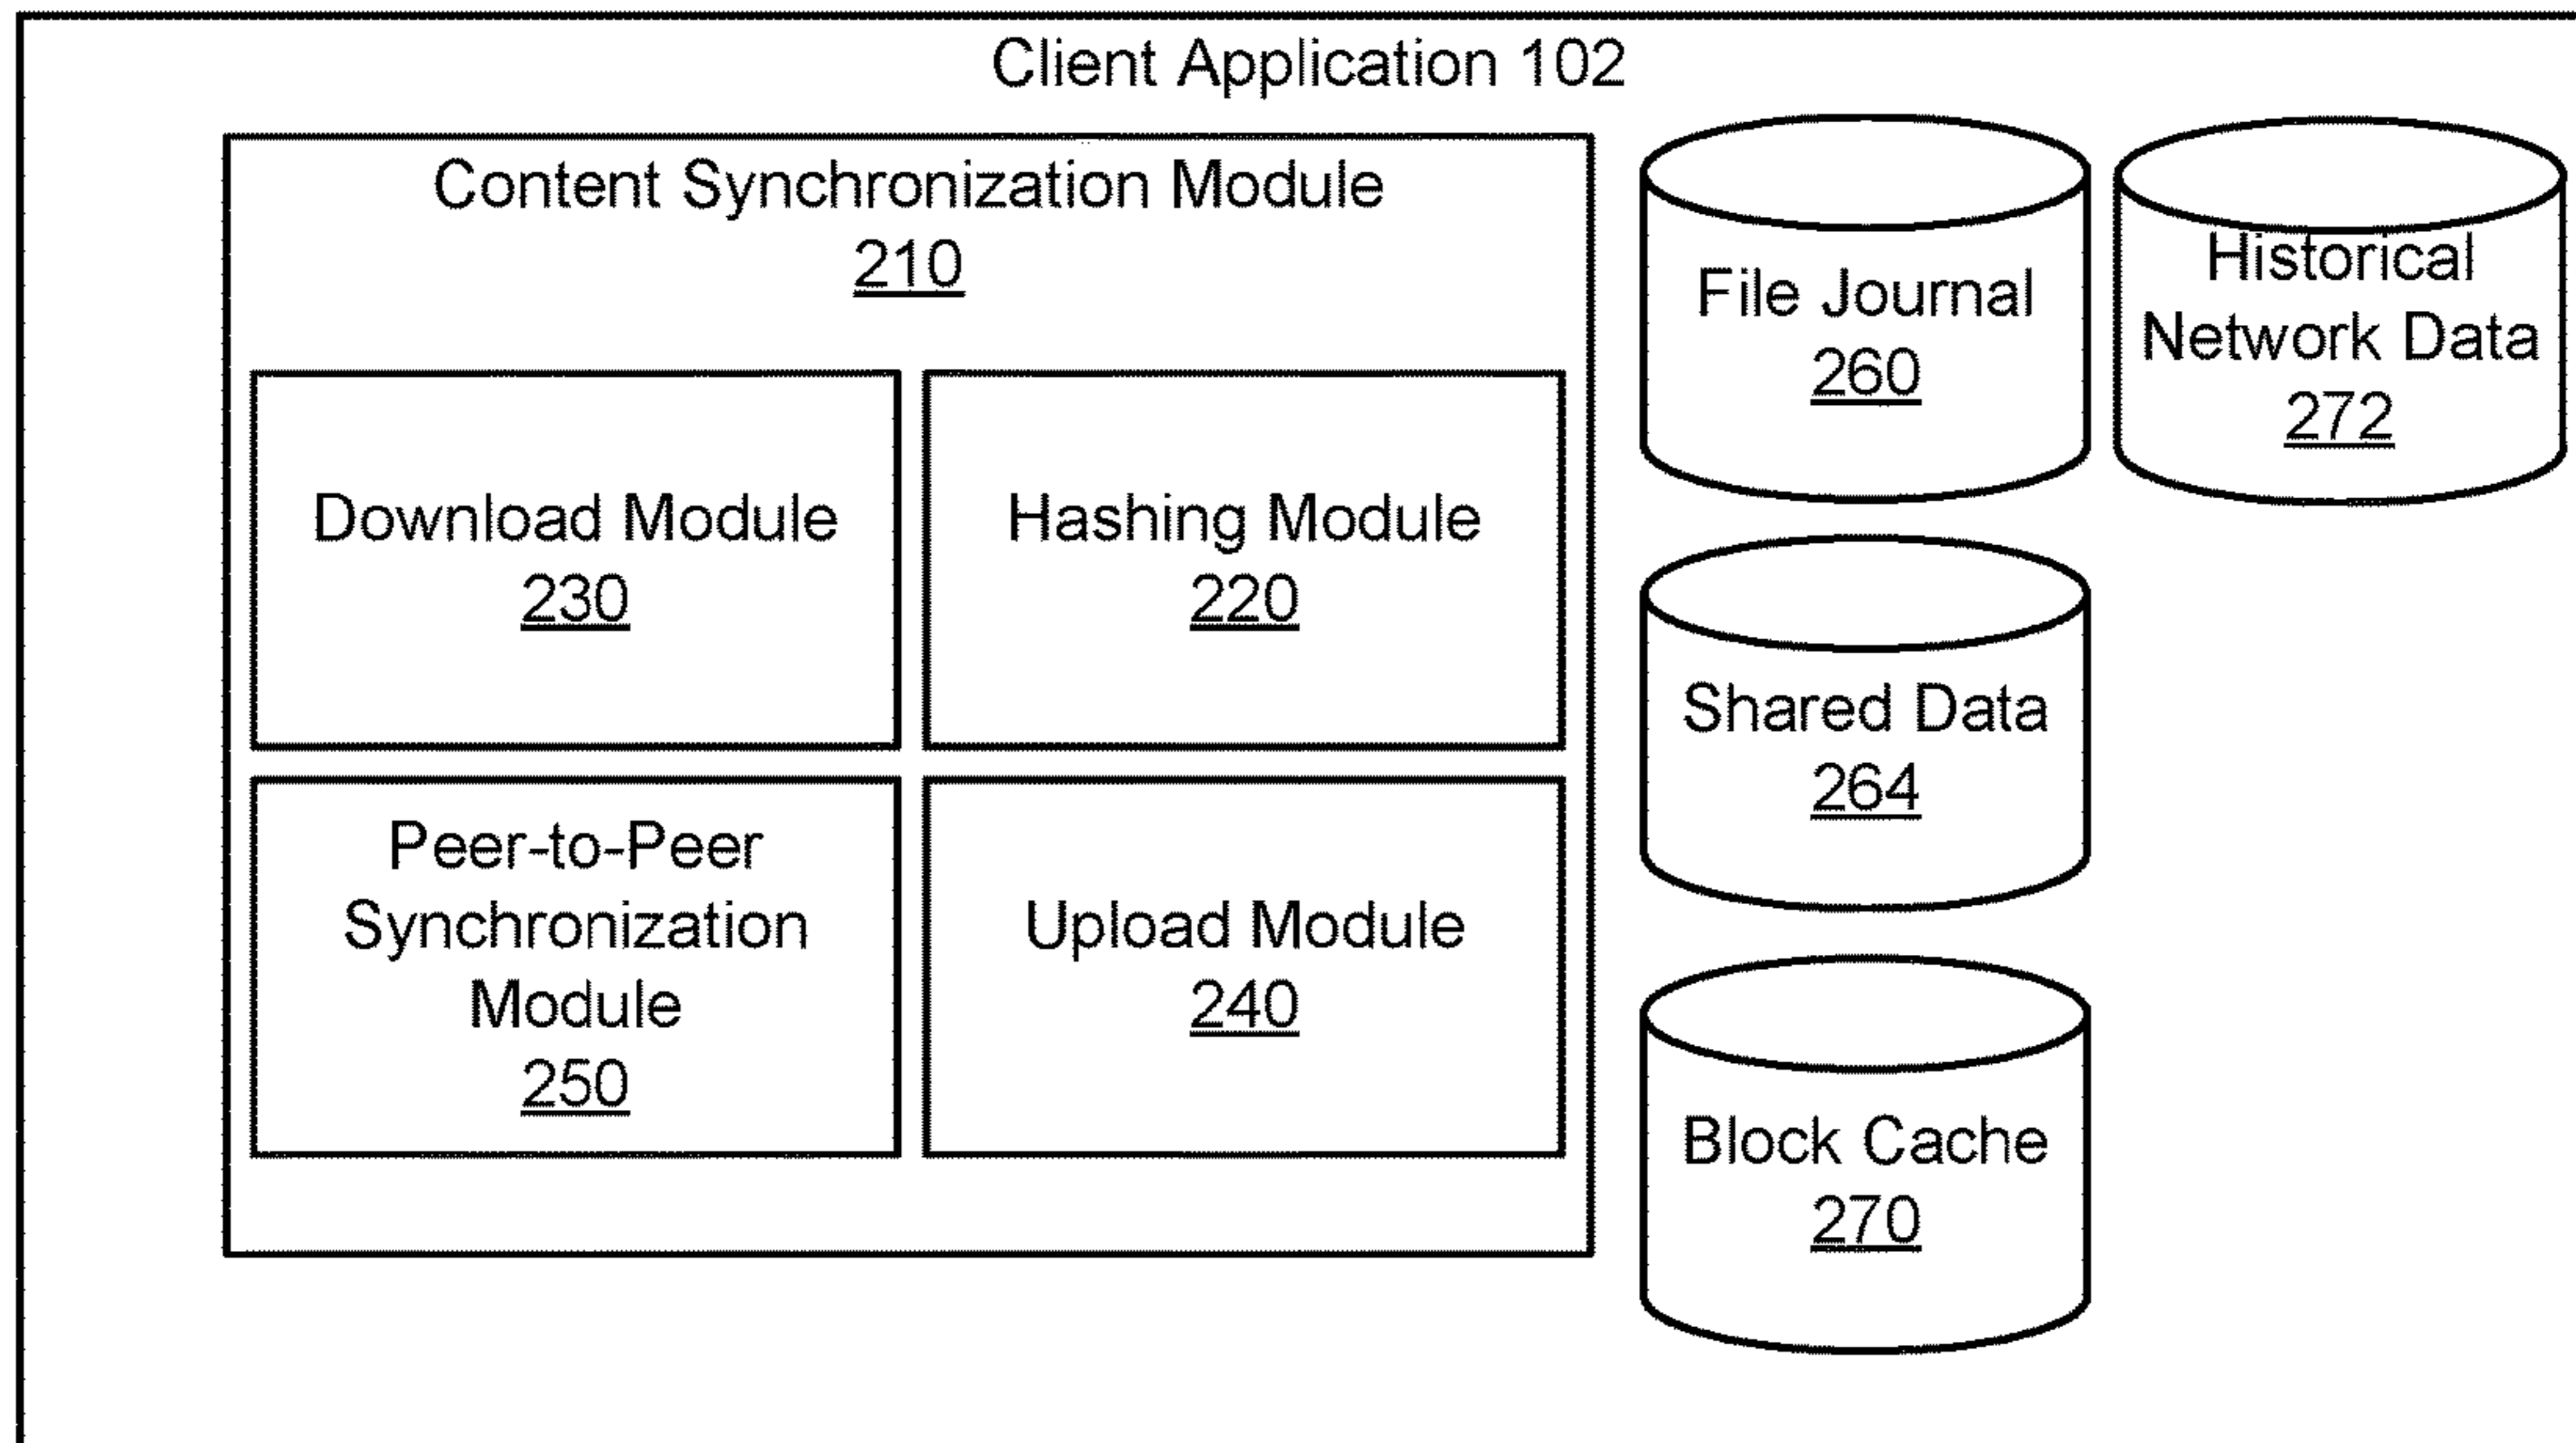 Client Application 102
Content Synchronization Module
210
Download Module
230
Hashing Module
220
Peer-to-Peer
Synchronization
Module
250
Upload Module
240
File Journal
260
Historical
Network Data
272
Shared Data
264
Block Cache
270